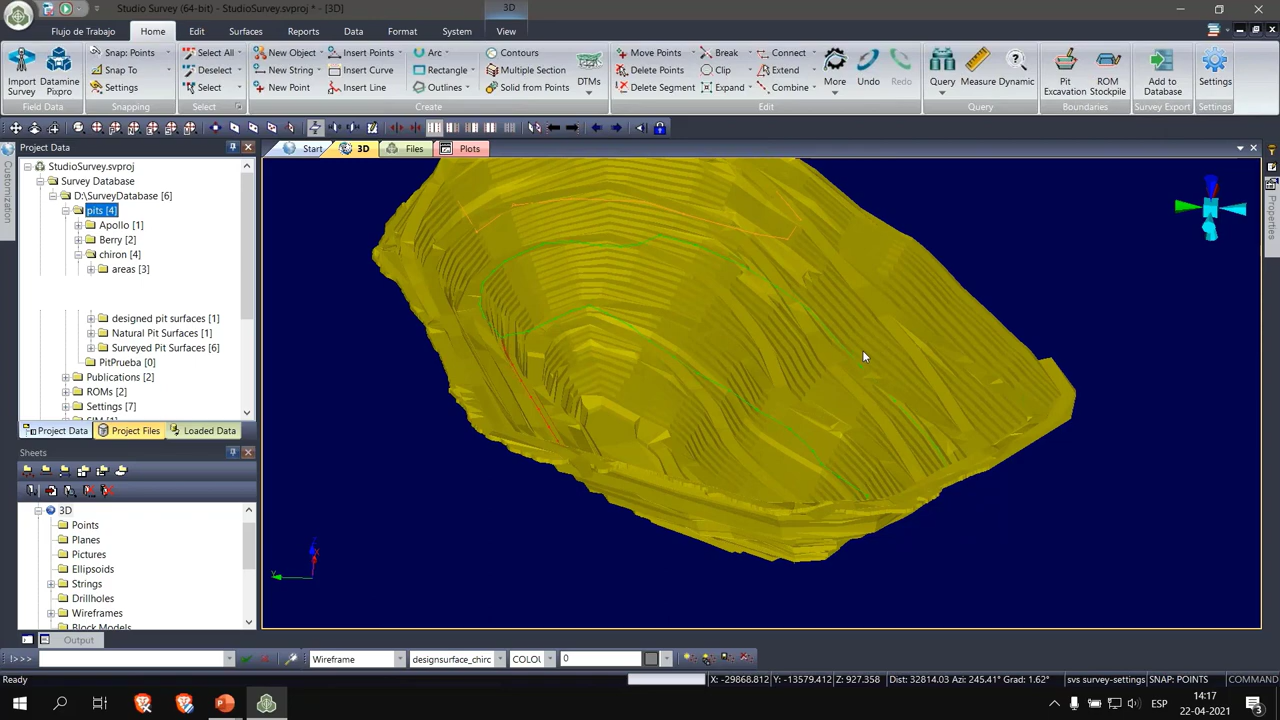 Studio Survey (64-bit) - StudioSurvey.svproj * - [3D]
3D
Flujo de Trabajo
Home
Edit
Surfaces
Reports
Data
Format
System
View
Import Survey
Datamine Pixpro
Field Data
Snap: Points
Snap To
Settings
Snapping
Select All
Deselect
Select
Select
New Object
New String
New Point
Insert Points
Insert Curve
Insert Line
Arc
Rectangle
Outlines
Contours
Multiple Section
Solid from Points
DTMs
Create
Move Points
Delete Points
Delete Segment
Break
Clip
Expand
Connect
Extend
Combine
More
Undo
Redo
Edit
Query
Measure
Dynamic
Query
Pit Excavation
ROM Stockpile
Boundaries
Add to Database
Survey Export
Settings
Settings
Customization
Project Data
Start
3D
Files
Plots
StudioSurvey.svproj
Survey Database
D:\SurveyDatabase [6]
pits [4]
Apollo [1]
Berry [2]
chiron [4]
areas [3]
designed pit surfaces [1]
Natural Pit Surfaces [1]
Surveyed Pit Surfaces [6]
PitPrueba [0]
Publications [2]
ROMs [2]
Settings [7]
Project Data
Project Files
Loaded Data
Sheets
3D
Points
Planes
Pictures
Ellipsoids
Strings
Drillholes
Wireframes
Block Models
Output
Properties
Z
X
Y
!>>>
Wireframe
designsurface_chirc
COLOU
0
Ready
X: -29868.812
Y: -13579.412
Z: 927.358
Dist: 32814.03 Azi: 245.41° Grad: 1.62°
svs survey-settings
SNAP: POINTS
COMMAND
ESP
14:17
22-04-2021